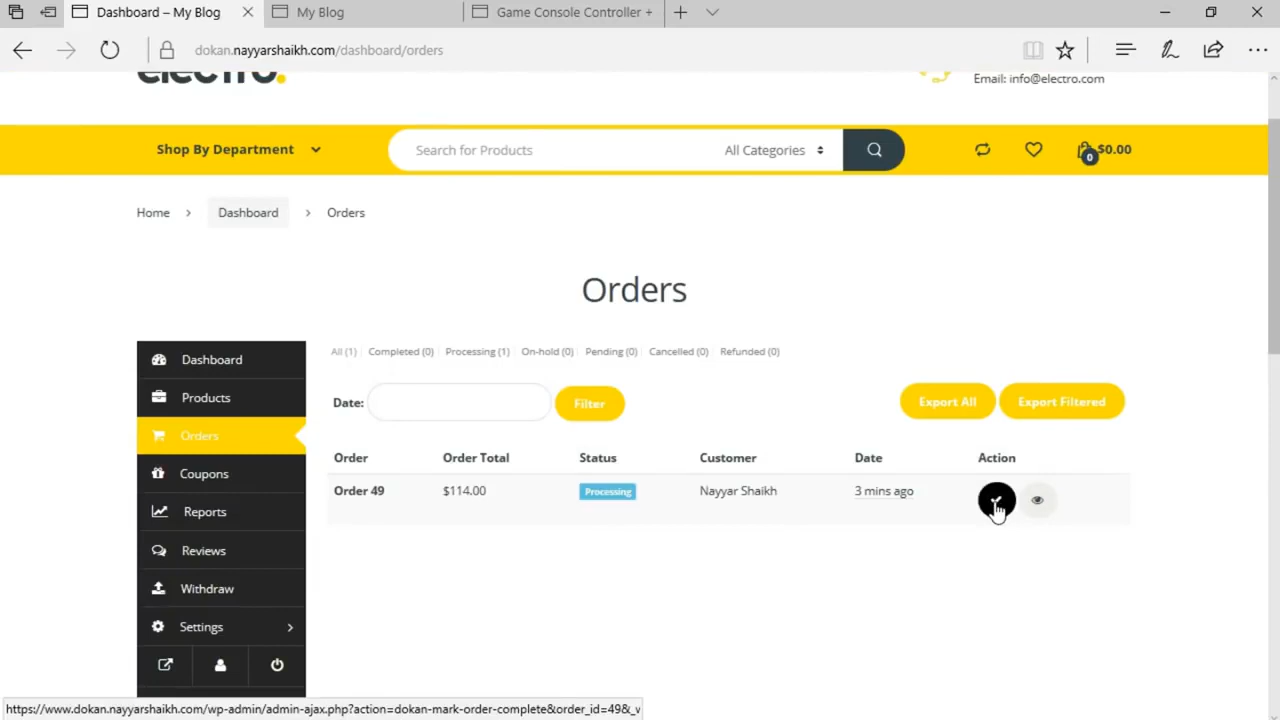 Dashboard – My Blog
My Blog
Game Console Controller +
dokan.nayyarshaikh.com/dashboard/orders
electro.
Email: info@electro.com
Shop By Department
Search for Products
All Categories
0
$0.00
Home > Dashboard > Orders
Orders
All (1) Completed (0) Processing (1) On-hold (0) Pending (0) Cancelled (0) Refunded (0)
Date:
Filter
Export All
Export Filtered
Order Order Total Status Customer Date Action
Order 49 $114.00 Processing Nayyar Shaikh 3 mins ago
Dashboard
Products
Orders
Coupons
Reports
Reviews
Withdraw
Settings
https://www.dokan.nayyarshaikh.com/wp-admin/admin-ajax.php?action=dokan-mark-order-complete&order_id=49&_v